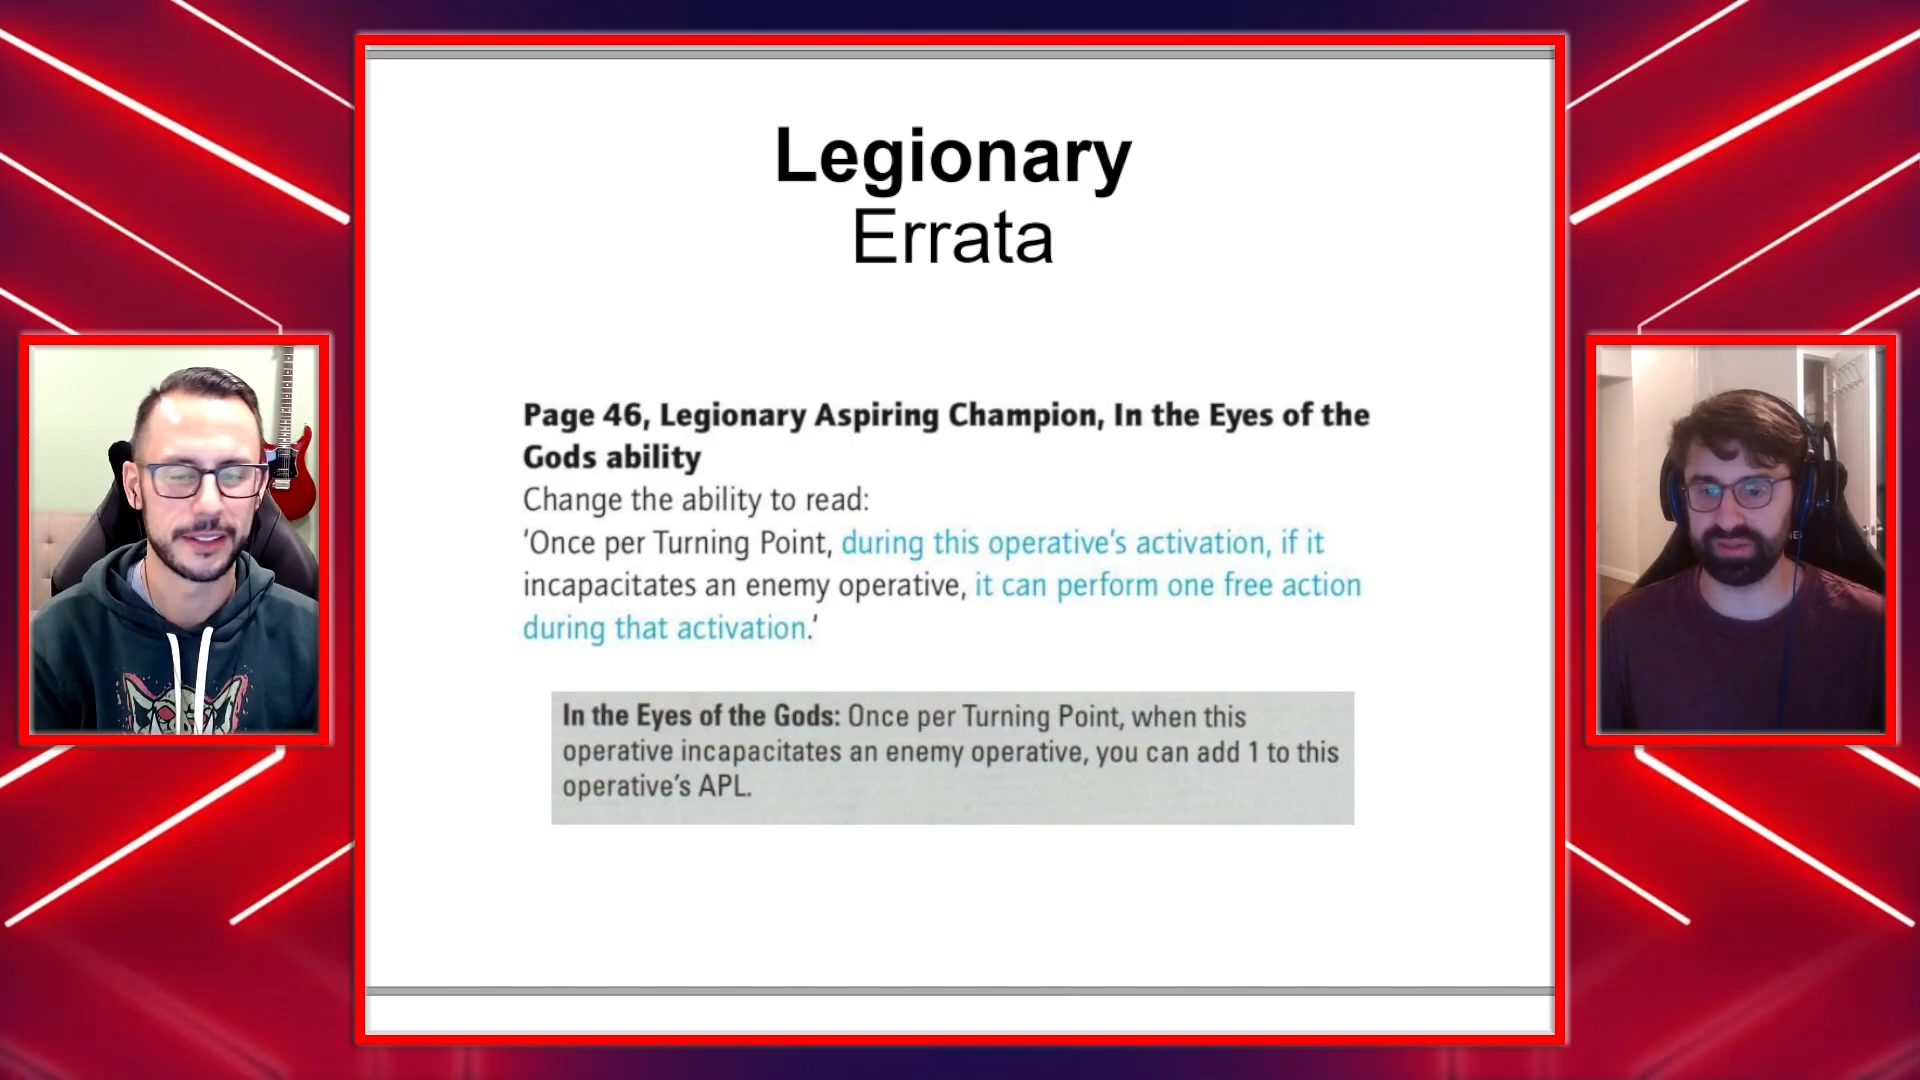 Legionary
Errata
Page 46, Legionary Aspiring Champion, In the Eyes of the
Gods ability
Change the ability to read:
‘Once per Turning Point, during this operative’s activation, if it
incapacitates an enemy operative, it can perform one free action
during that activation.’
In the Eyes of the Gods: Once per Turning Point, when this
operative incapacitates an enemy operative, you can add 1 to this
operative’s APL.